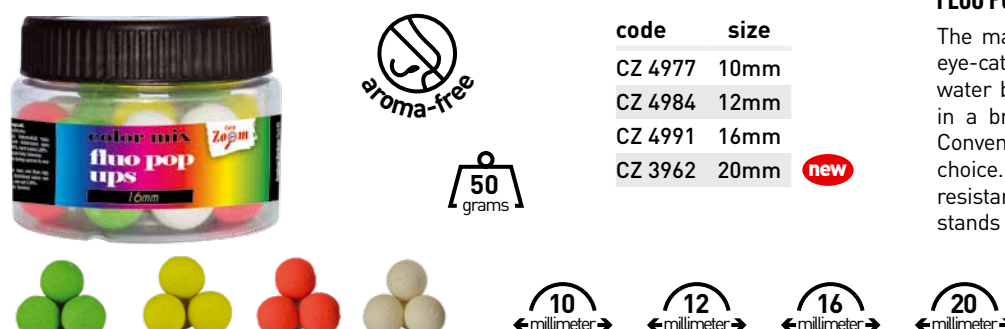 color mix
Zoom
fluo pop
ups
16mm
aroma-free
50
grams
code size
CZ 4977 10mm
CZ 4984 12mm
CZ 4991 16mm
CZ 3962 20mm new
The ma
eye-cat
water b
in a br
Conven
choice.
resistar
stands
10
millimeter
12
millimeter
16
millimeter
20
millimeter